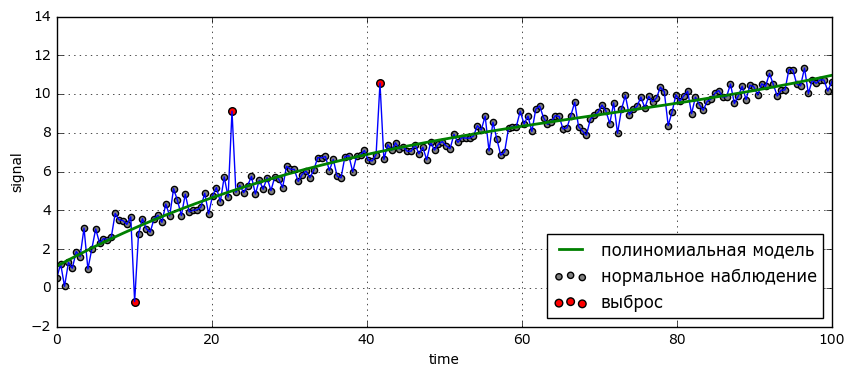 14
12
10
8
6
4
2
0
−2
signal
0 20 40 60 80 100
time
полиномиальная модель
нормальное наблюдение
выброс